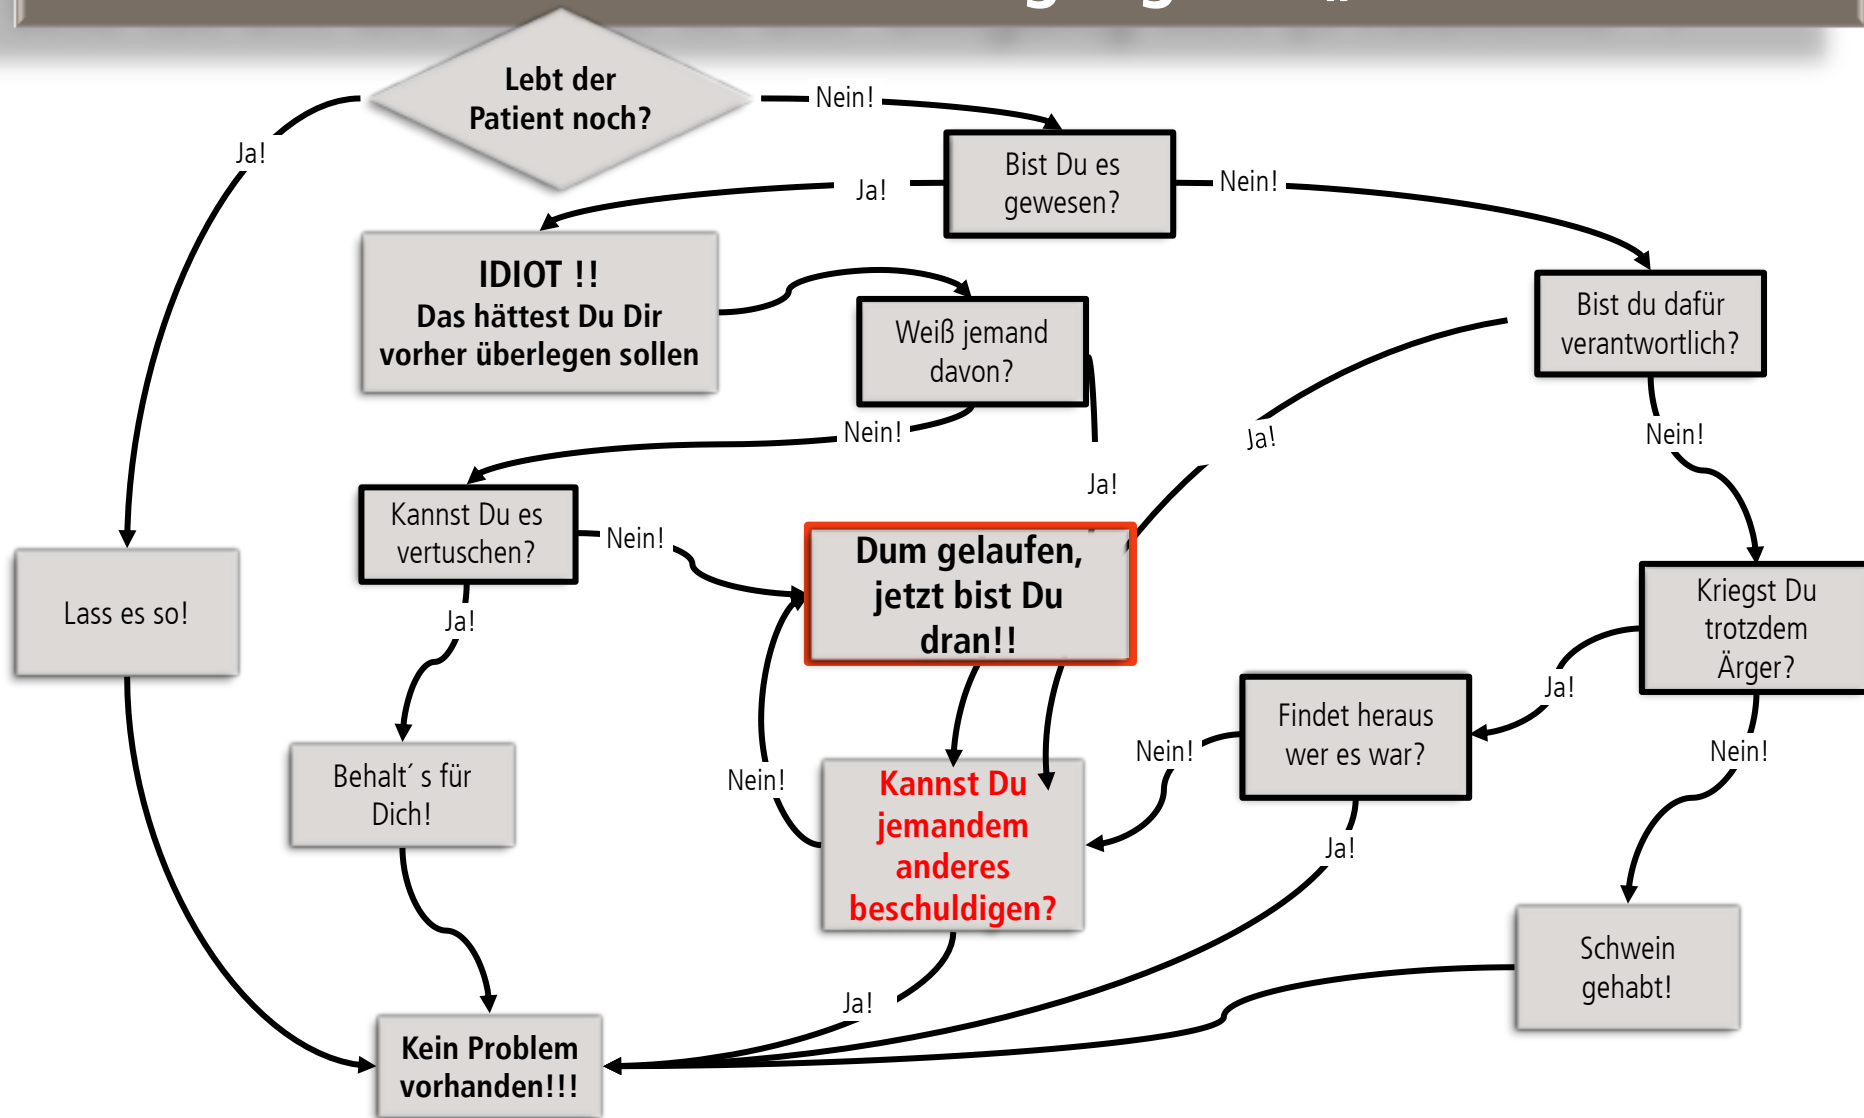 Lebt der
Patient noch?
Nein!
Ja!
Bist Du es
gewesen?
Ja!
Nein!
IDIOT !!
Das hättest Du Dir
vorher überlegen sollen
Weiß jemand
davon?
Bist du dafür
verantwortlich?
Nein!
Ja!
Ja!
Nein!
Kannst Du es
vertuschen?
Nein!
Dum gelaufen,
jetzt bist Du
dran!!
Lass es so!
Ja!
Kriegst Du
trotzdem
Ärger?
Ja!
Findet heraus
wer es war?
Nein!
Nein!
Behalt´ s für
Dich!
Nein!
Kannst Du
jemandem
anderes
beschuldigen?
Ja!
Schwein
gehabt!
Ja!
Kein Problem
vorhanden!!!